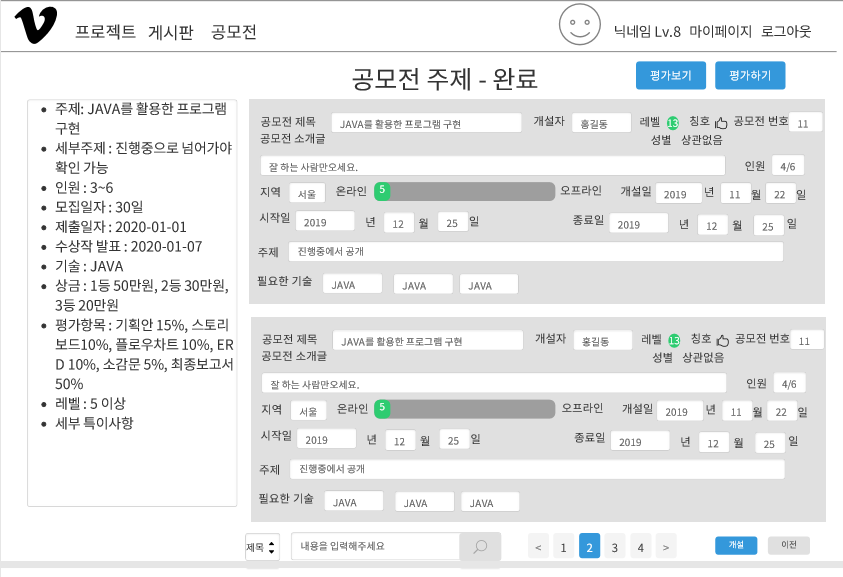 프로젝트 게시판 공모전
닉네임 Lv.8 마이페이지 로그아웃
공모전 주제 - 완료
평가보기 평가하기
주제: JAVA를 활용한 프로그램
구현
세부주제 : 진행중으로 넘어가야
확인 가능
인원 : 3~6
모집일자 : 30일
제출일자 : 2020-01-01
수상작 발표 : 2020-01-07
기술 : JAVA
상금 : 1등 50만원, 2등 30만원,
3등 20만원
평가항목 : 기획안 15%, 스토리
보드10%, 플로우차트 10%, ER
D 10%, 소감문 5%, 최종보고서
50%
레벨 : 5 이상
세부 특이사항
공모전 제목 JAVA를 활용한 프로그램 구현 개설자 홍길동 레벨 13 칭호 공모전 번호 11
공모전 소개글 성별 상관없음
잘 하는 사람만오세요. 인원 4/6
지역 서울 온라인 5 오프라인 개설일 2019 년 11 월 22 일
시작일 2019 년 12 월 25 일 종료일 2019 년 12 월 25 일
주제 진행중에서 공개
필요한 기술 JAVA JAVA JAVA
공모전 제목 JAVA를 활용한 프로그램 구현 개설자 홍길동 레벨 13 칭호 공모전 번호 11
공모전 소개글 성별 상관없음
잘 하는 사람만오세요. 인원 4/6
지역 서울 온라인 5 오프라인 개설일 2019 년 11 월 22 일
시작일 2019 년 12 월 25 일 종료일 2019 년 12 월 25 일
주제 진행중에서 공개
필요한 기술 JAVA JAVA JAVA
제목 내용을 입력해주세요 < 1 2 3 4 > 개설 이전